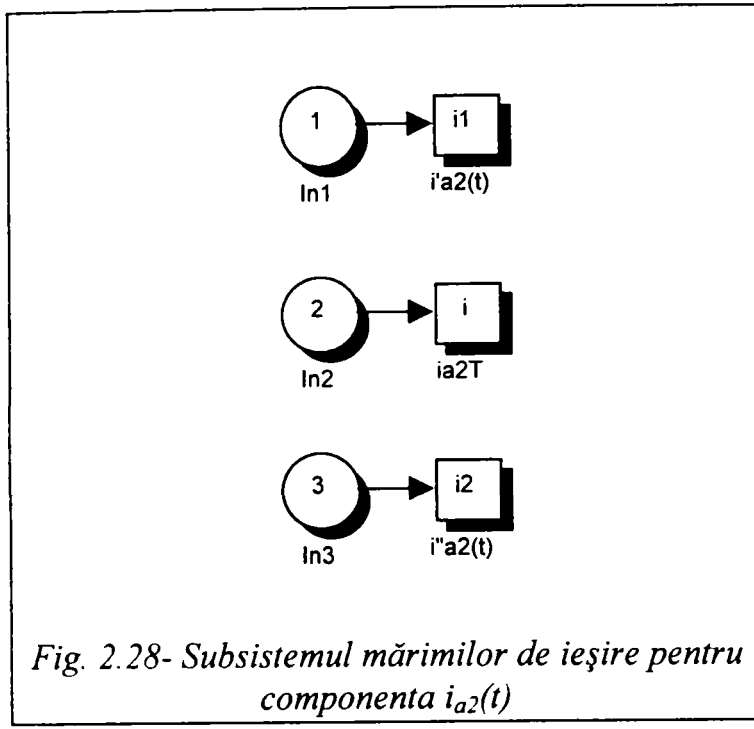 1
i1
In1
i'a2(t)
2
i
In2
ia2T
3
i2
In3
i"a2(t)
Fig. 2.28- Subsistemul mărimilor de ieşire pentru
componenta ia2(t)